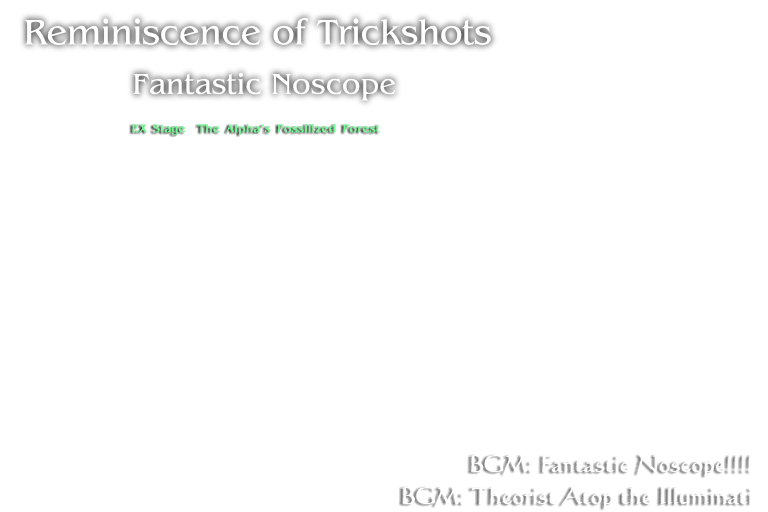 Reminiscence of Trickshots
Fantastic Noscope
EX Stage The Alpha's Fossilized Forest
BGM: Fantastic Noscope!!!!
BGM: Theorist Atop the Illuminati